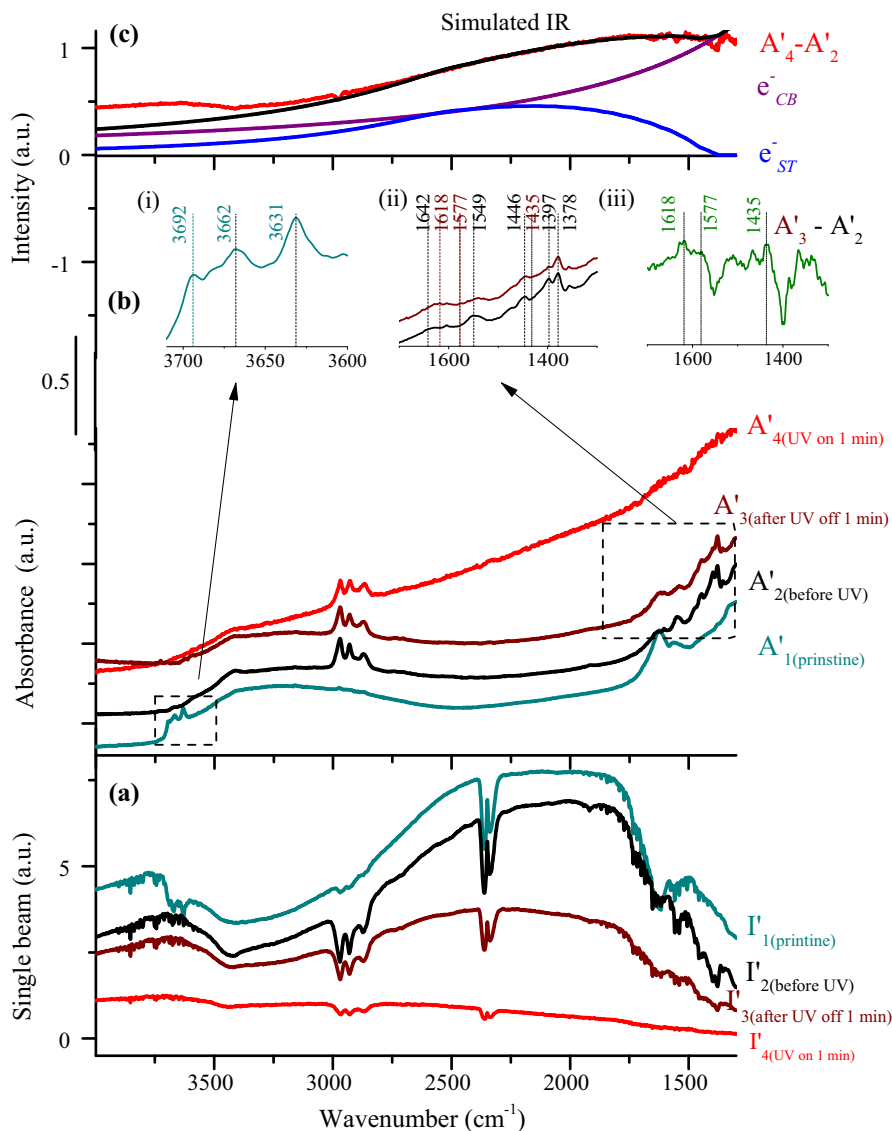 (c)
Simulated IR
A'4-A'2
e-CB
e-ST
1
0
-1
Intensity (a.u.)
(i)
3692
3662
3631
3700
3650
3600
(ii)
1642
1618
1577
1549
1446
1435
1397
1378
1600
1400
(iii)
1618
1577
1435
A'3 - A'2
1600
1400
(b)
0.5
Absorbance (a.u.)
A'4(UV on 1 min)
A'3(after UV off 1 min)
A'2(before UV)
A'1(prinstine)
(a)
5
0
Single beam (a.u.)
I'1(printine)
I'2(before UV)
I'3(after UV off 1 min)
I'4(UV on 1 min)
3500
3000
2500
2000
1500
Wavenumber (cm-1)